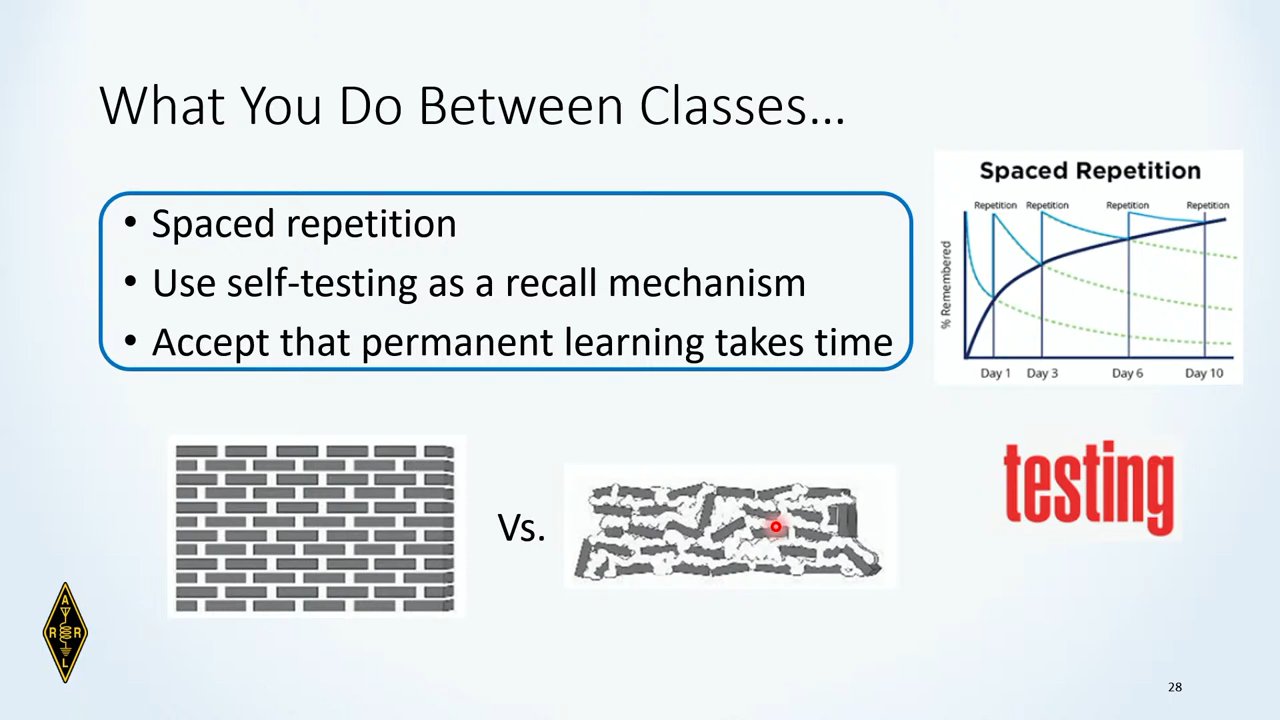 What You Do Between Classes...
• Spaced repetition
• Use self-testing as a recall mechanism
• Accept that permanent learning takes time
Spaced Repetition
Repetition Repetition Repetition Repetition
% Remembered
Day 1 Day 3 Day 6 Day 10
Vs.
testing
A
R R
L
28